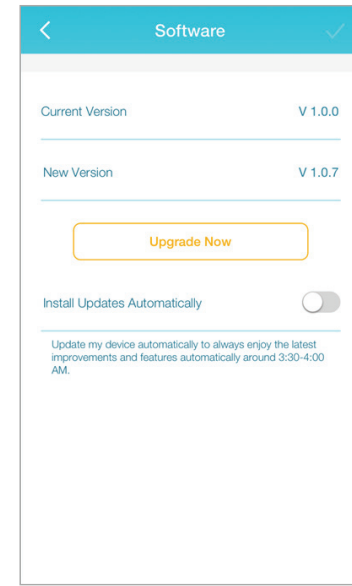 Software
Current Version V 1.0.0
New Version V 1.0.7
Upgrade Now
Install Updates Automatically
Update my device automatically to always enjoy the latest
improvements and features automatically around 3:30-4:00
AM.